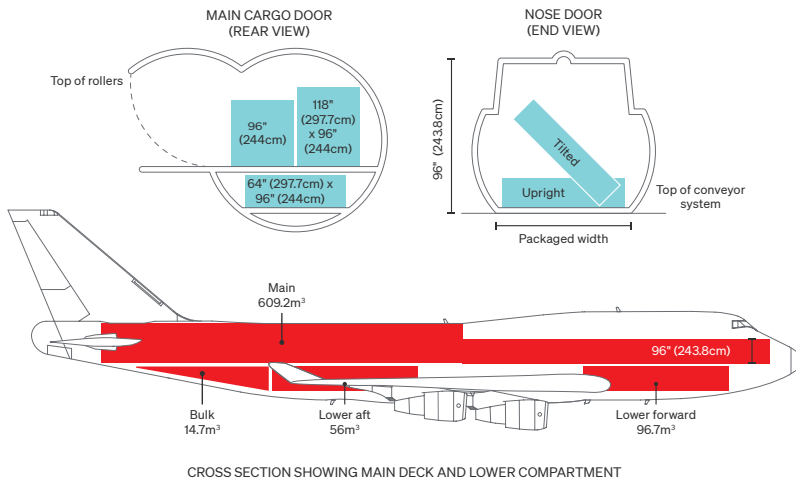 MAIN CARGO DOOR
(REAR VIEW)
Top of rollers
96"
(244cm)
118"
(297.7cm)
x 96"
(244cm)
64" (297.7cm) x
96" (244cm)
NOSE DOOR
(END VIEW)
96" (243.8cm)
Tilted
Upright
Top of conveyor
system
Packaged width
Main
609.2m³
96" (243.8cm)
Bulk
14.7m³
Lower aft
56m³
Lower forward
96.7m³
CROSS SECTION SHOWING MAIN DECK AND LOWER COMPARTMENT